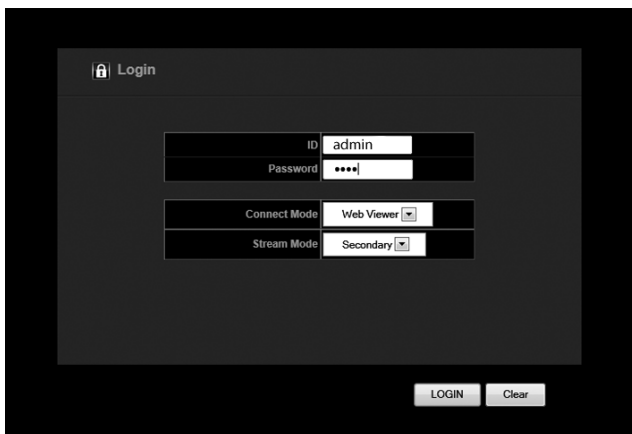 Login
ID admin
Password ••••
Connect Mode Web Viewer
Stream Mode Secondary
LOGIN Clear